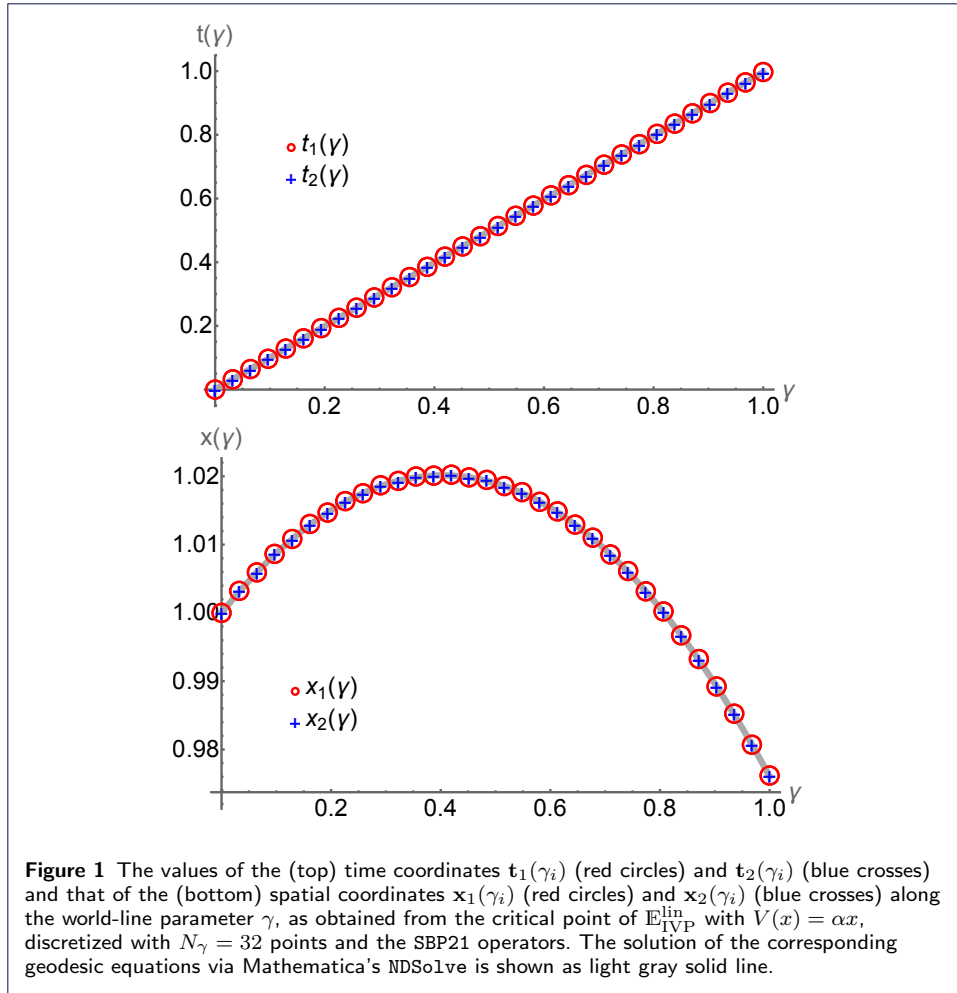 t(γ)
1.0
0.8
0.6
0.4
0.2
t₁(γ)
t₂(γ)
0.2 0.4 0.6 0.8 1.0
γ
x(γ)
1.02
1.01
1.00
0.99
0.98
x₁(γ)
x₂(γ)
0.2 0.4 0.6 0.8 1.0
γ
Figure 1 The values of the (top) time coordinates t₁(γᵢ) (red circles) and t₂(γᵢ) (blue crosses)
and that of the (bottom) spatial coordinates x₁(γᵢ) (red circles) and x₂(γᵢ) (blue crosses) along
the world-line parameter γ, as obtained from the critical point of 𝔼_IVP^lin with V(x) = αx,
discretized with N_γ = 32 points and the SBP21 operators. The solution of the corresponding
geodesic equations via Mathematica's NDSolve is shown as light gray solid line.